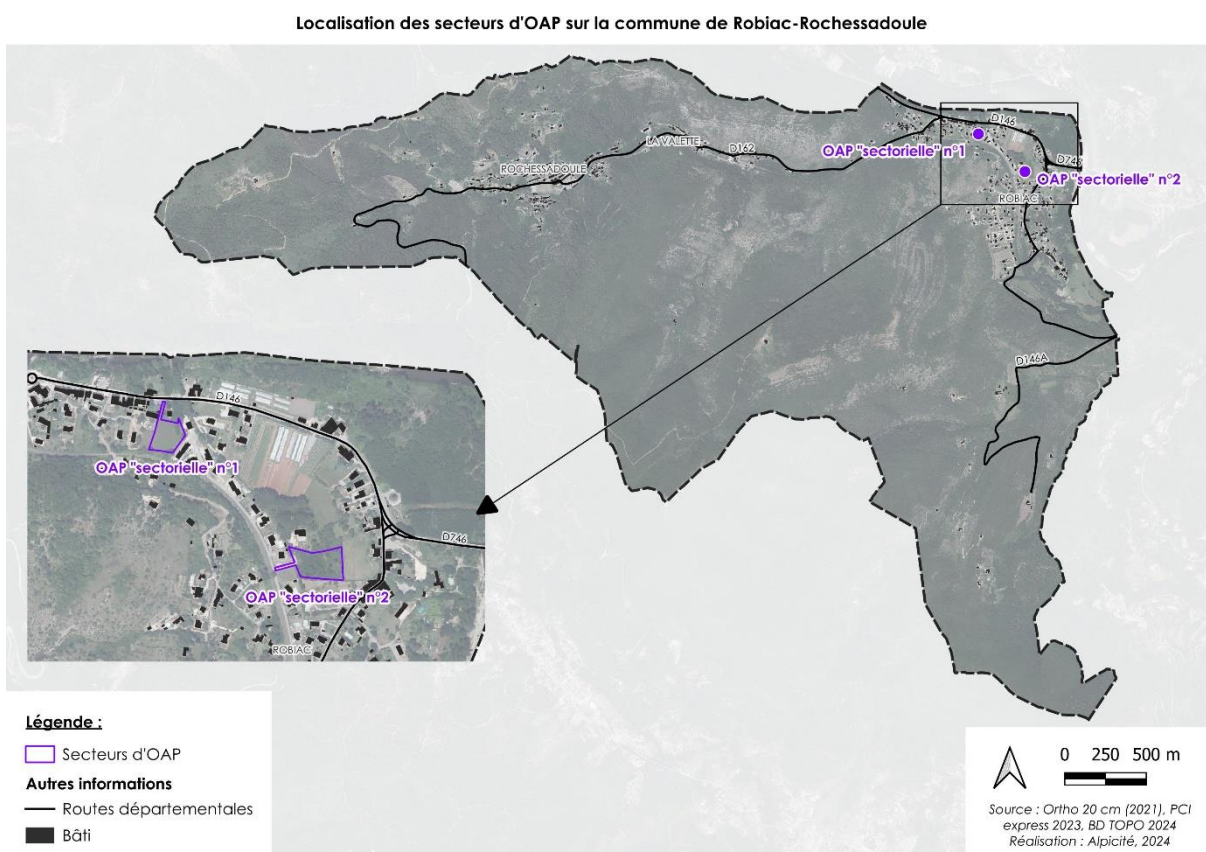 Localisation des secteurs d'OAP sur la commune de Robiac-Rochessadoule
D146
OAP "sectorielle" n°1
LA VALETTE
D162
D746
ROCHESSADOULE
OAP "sectorielle" n°2
ROBIAC
D146A
D146
OAP "sectorielle" n°1
D746
OAP "sectorielle" n°2
ROBIAC
Légende :
Secteurs d'OAP
Autres informations
Routes départementales
Bâti
0 250 500 m
Source : Ortho 20 cm (2021), PCI
express 2023, BD TOPO 2024
Réalisation : Alpicité, 2024